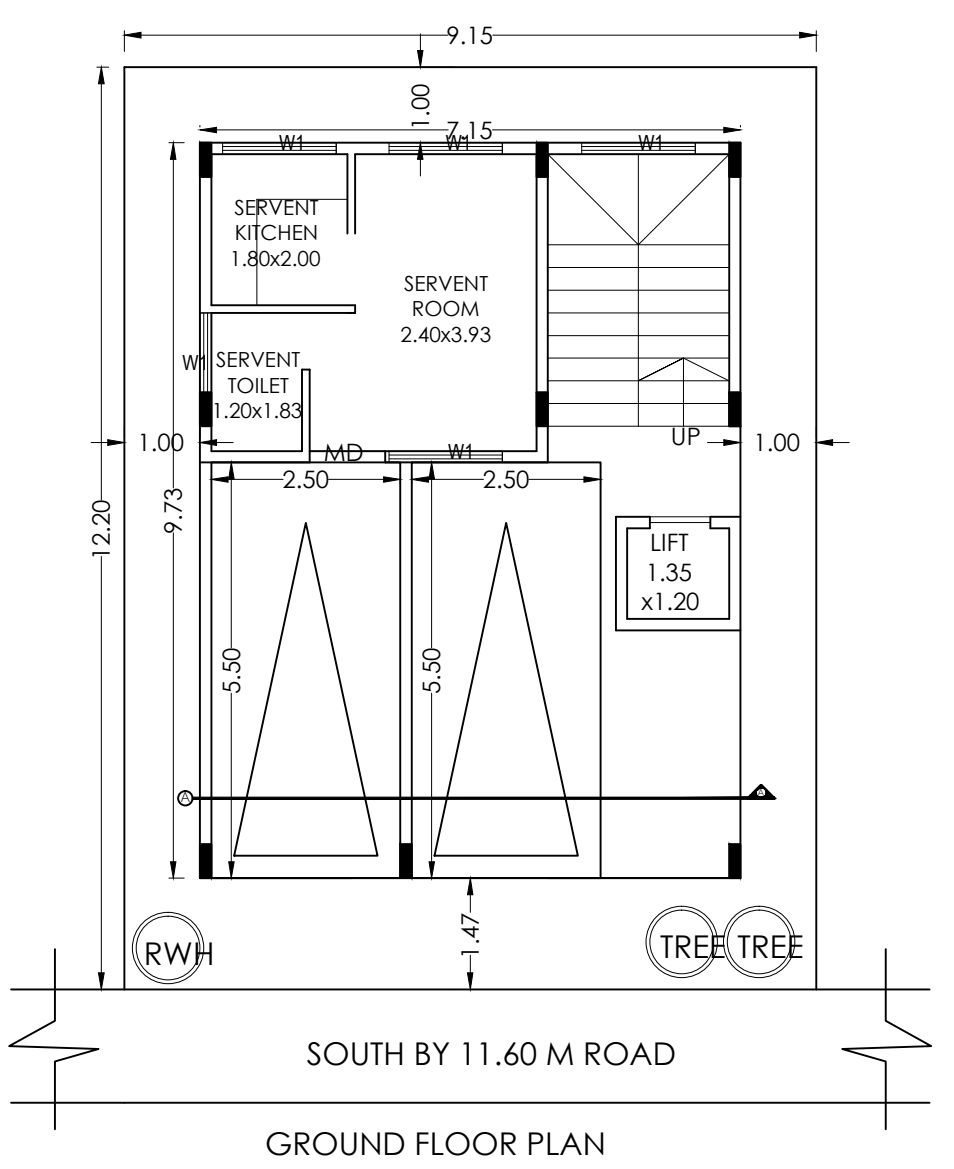 9.15
1.00
7.15
W1
W1
W1
SERVENT
KITCHEN
1.80x2.00
SERVENT
ROOM
2.40x3.93
W1
SERVENT
TOILET
1.20x1.83
1.00
UP
1.00
MD
W1
2.50
2.50
12.20
9.73
LIFT
1.35
x1.20
5.50
5.50
A
A
1.47
RWH
TREE
TREE
SOUTH BY 11.60 M ROAD
GROUND FLOOR PLAN